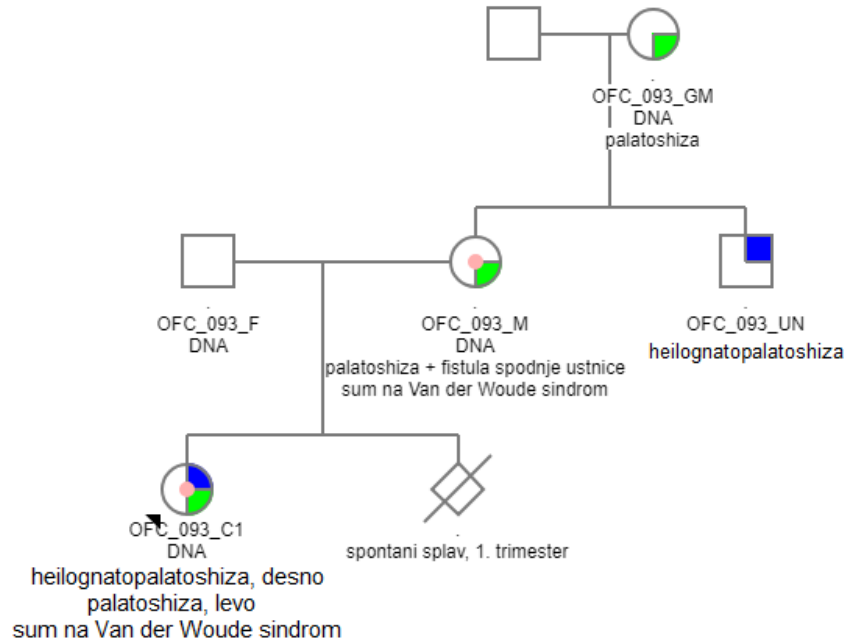 OFC_093_GM
DNA
palatoshiza
OFC_093_F
DNA
OFC_093_M
DNA
palatoshiza + fistula spodnje ustnice
sum na Van der Woude sindrom
OFC_093_UN
heilognatopalatoshiza
OFC_093_C1
DNA
heilognatopalatoshiza, desno
palatoshiza, levo
sum na Van der Woude sindrom
spontani splav, 1. trimester